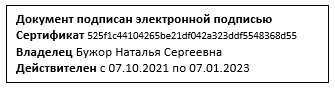 Документ подписан электронной подписью
Сертификат 525f1c44104265be21df042a323ddf5548368d55
Владелец Бужор Наталья Сергеевна
Действителен с 07.10.2021 по 07.01.2023